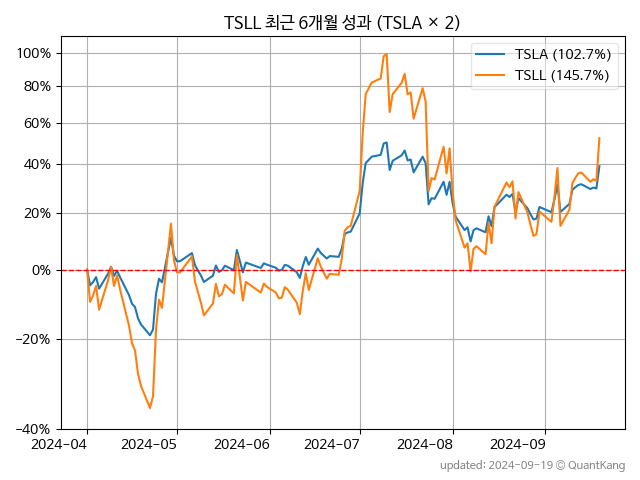 TSLL 최근 6개월 성과 (TSLA × 2)
TSLA (102.7%)
TSLL (145.7%)
100%
80%
60%
40%
20%
0%
−20%
−40%
2024-04 2024-05 2024-06 2024-07 2024-08 2024-09
updated: 2024-09-19 © QuantKang